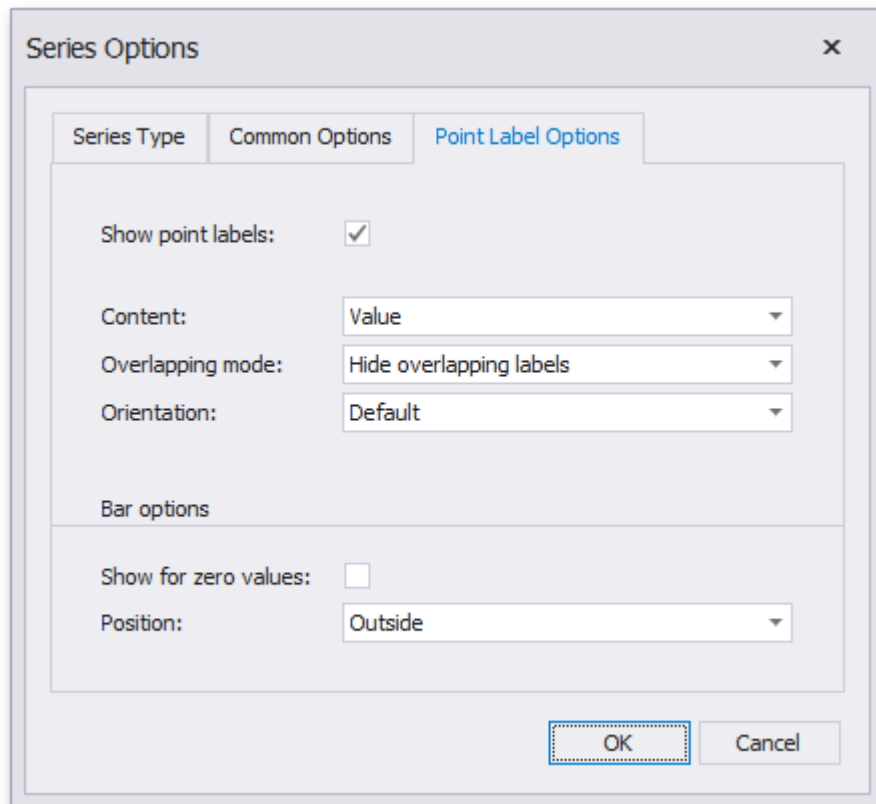 Series Options
Series Type Common Options Point Label Options
Show point labels:
Content: Value
Overlapping mode: Hide overlapping labels
Orientation: Default
Bar options
Show for zero values:
Position: Outside
OK Cancel